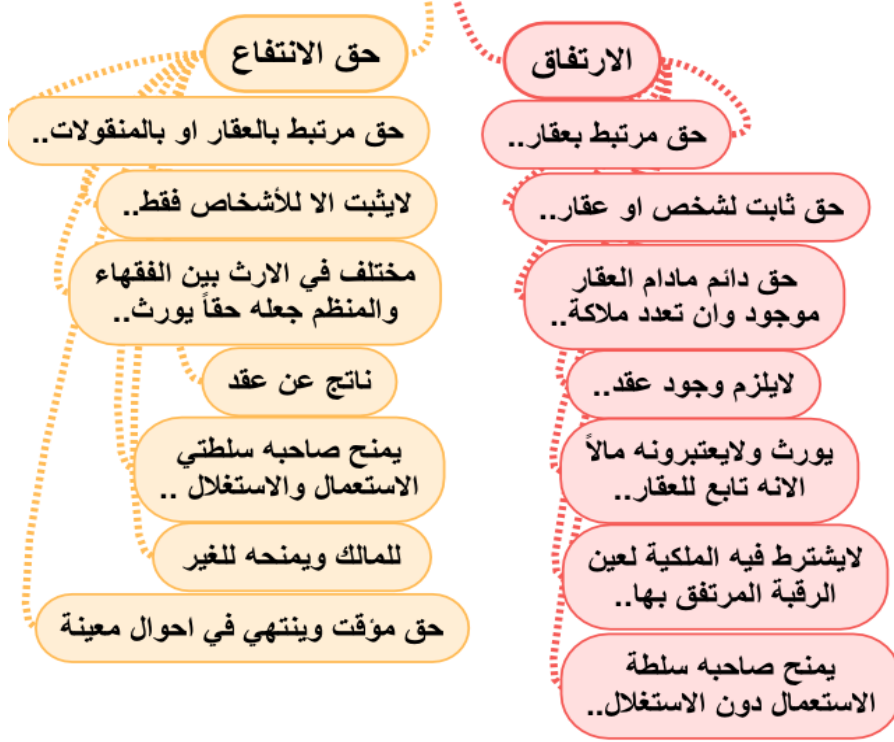 الارتفاق
حق مرتبط بعقار..
حق ثابت لشخص او عقار..
حق دائم مادام العقار
موجود وان تعدد ملاكة..
لايلزم وجود عقد..
يورث ولايعتبرونه مالاً
الانه تابع للعقار..
لايشترط فيه الملكية لعين
الرقبة المرتفق بها..
يمنح صاحبه سلطة
الاستعمال دون الاستغلال..
حق الانتفاع
حق مرتبط بالعقار او بالمنقولات..
لايثبت الا للأشخاص فقط..
مختلف في الارث بين الفقهاء
والمنظم جعله حقاً يورث..
ناتج عن عقد
يمنح صاحبه سلطتي
الاستعمال والاستغلال ..
للمالك ويمنحه للغير
حق مؤقت وينتهي في احوال معينة